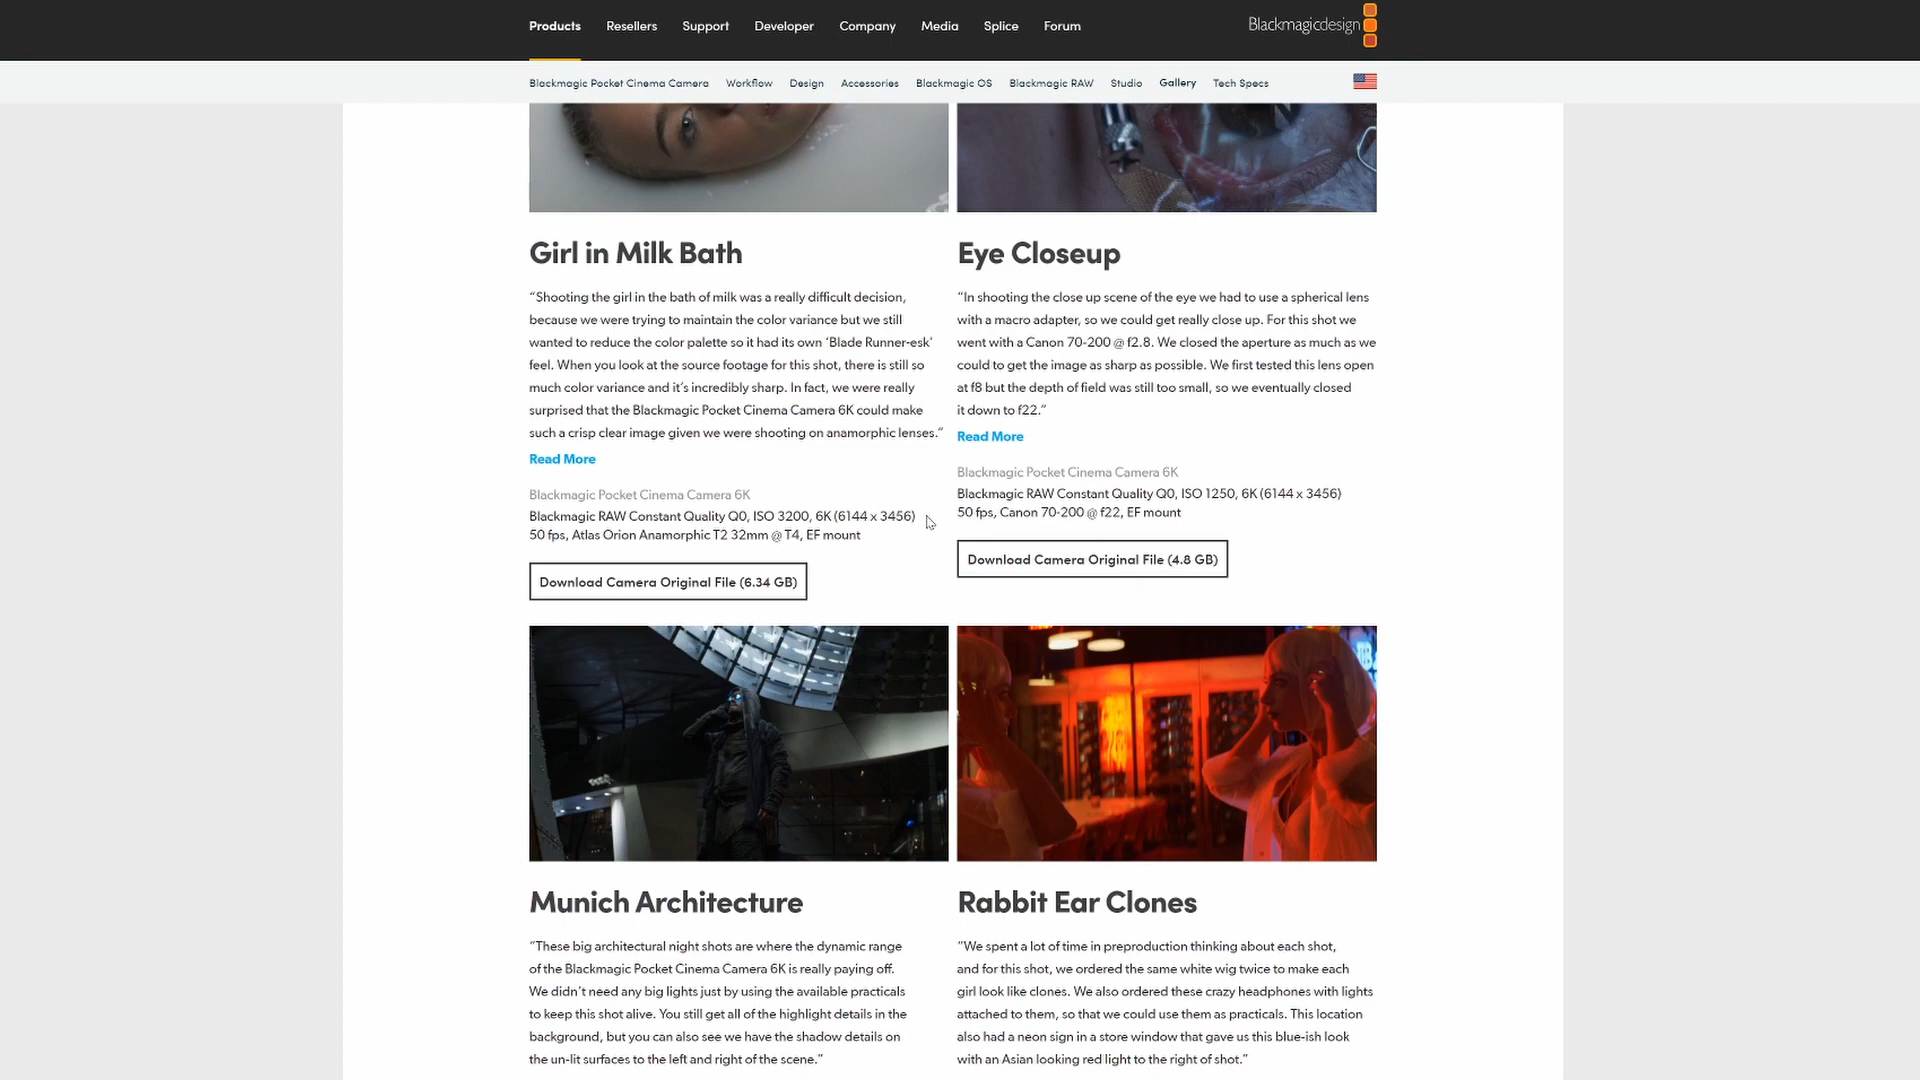 Products Resellers Support Developer Company Media Splice Forum
Blackmagicdesign
Blackmagic Pocket Cinema Camera Workflow Design Accessories Blackmagic OS Blackmagic RAW Studio Gallery Tech Specs
Girl in Milk Bath
“Shooting the girl in the bath of milk was a really difficult decision,
because we were trying to maintain the color variance but we still
wanted to reduce the color palette so it had its own ‘Blade Runner-esk’
feel. When you look at the source footage for this shot, there is still so
much color variance and it’s incredibly sharp. In fact, we were really
surprised that the Blackmagic Pocket Cinema Camera 6K could make
such a crisp clear image given we were shooting on anamorphic lenses.”
Read More
Blackmagic Pocket Cinema Camera 6K
Blackmagic RAW Constant Quality Q0, ISO 3200, 6K (6144 x 3456)
50 fps, Atlas Orion Anamorphic T2 32mm @ T4, EF mount
Download Camera Original File (6.34 GB)
Eye Closeup
“In shooting the close up scene of the eye we had to use a spherical lens
with a macro adapter, so we could get really close up. For this shot we
went with a Canon 70-200 @ f2.8. We closed the aperture as much as we
could to get the image as sharp as possible. We first tested this lens open
at f8 but the depth of field was still too small, so we eventually closed
it down to f22.”
Read More
Blackmagic Pocket Cinema Camera 6K
Blackmagic RAW Constant Quality Q0, ISO 1250, 6K (6144 x 3456)
50 fps, Canon 70-200 @ f22, EF mount
Download Camera Original File (4.8 GB)
Munich Architecture
“These big architectural night shots are where the dynamic range
of the Blackmagic Pocket Cinema Camera 6K is really paying off.
We didn’t need any big lights just by using the available practicals
to keep this shot alive. You still get all of the highlight details in the
background, but you can also see we have the shadow details on
the un-lit surfaces to the left and right of the scene.”
Rabbit Ear Clones
“We spent a lot of time in preproduction thinking about each shot,
and for this shot, we ordered the same white wig twice to make each
girl look like clones. We also ordered these crazy headphones with lights
attached to them, so that we could use them as practicals. This location
also had a neon sign in a store window that gave us this blue-ish look
with an Asian looking red light to the right of shot.”